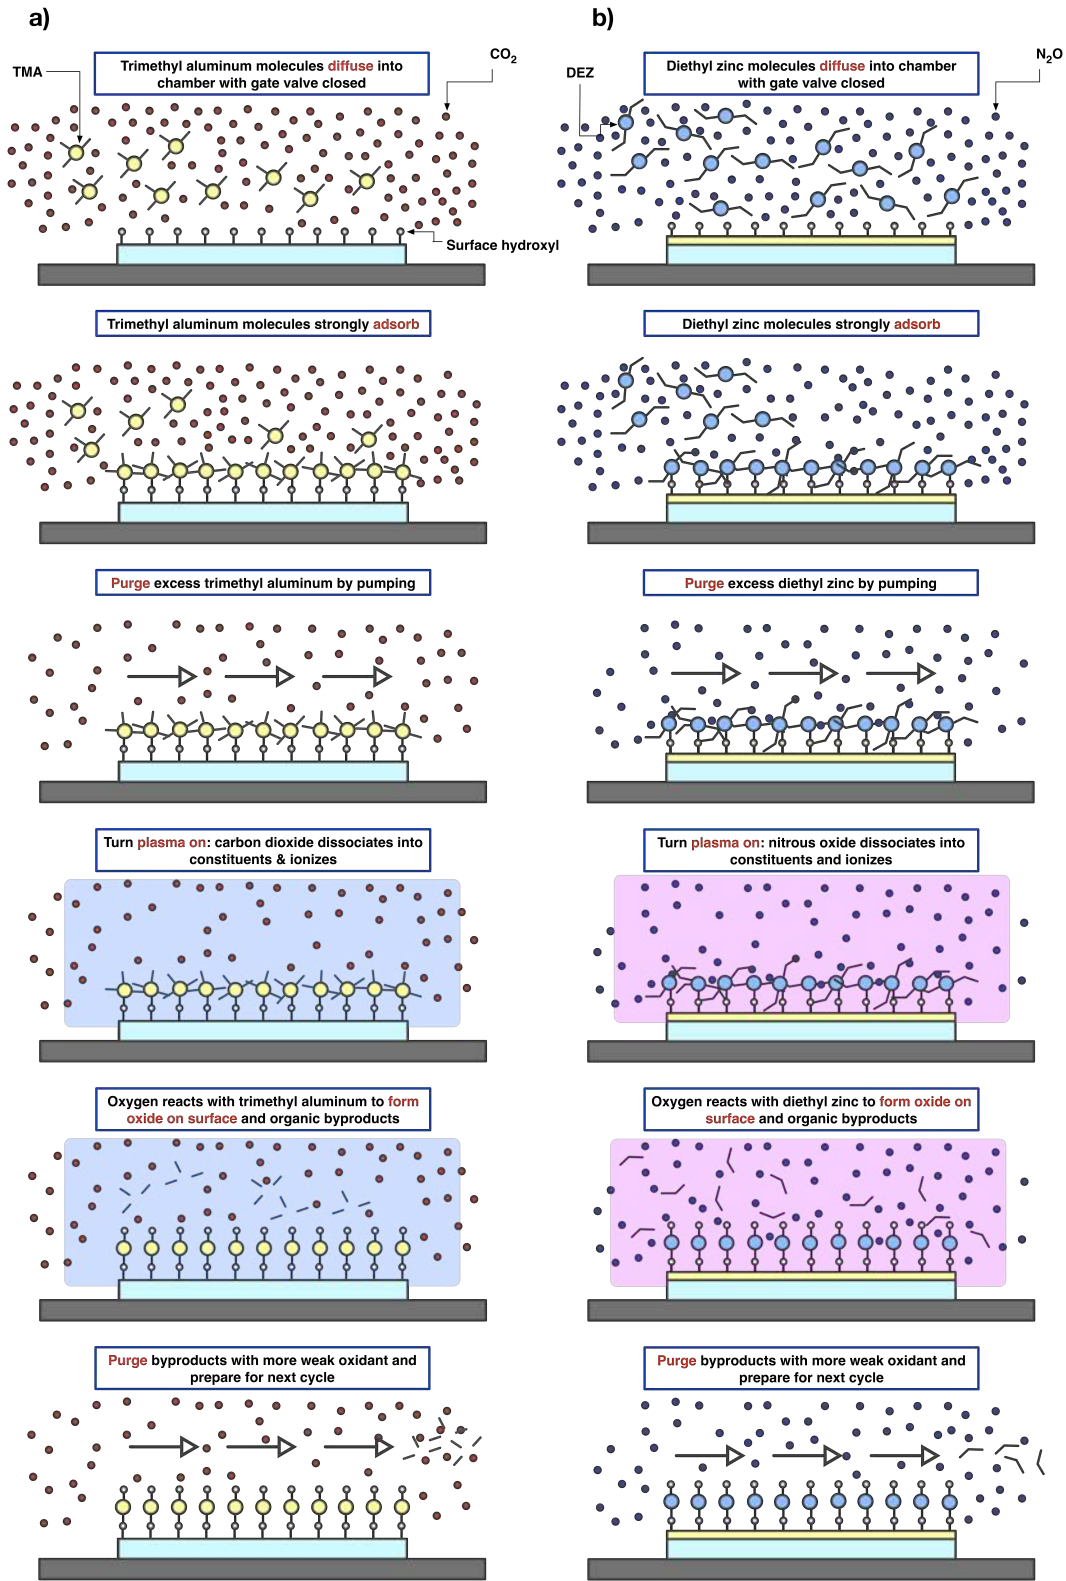 a)
TMA
CO2
Trimethyl aluminum molecules diffuse into
chamber with gate valve closed
Surface hydroxyl
Trimethyl aluminum molecules strongly adsorb
Purge excess trimethyl aluminum by pumping
Turn plasma on: carbon dioxide dissociates into
constituents & ionizes
Oxygen reacts with trimethyl aluminum to form
oxide on surface and organic byproducts
Purge byproducts with more weak oxidant and
prepare for next cycle
b)
DEZ
N2O
Diethyl zinc molecules diffuse into chamber
with gate valve closed
Diethyl zinc molecules strongly adsorb
Purge excess diethyl zinc by pumping
Turn plasma on: nitrous oxide dissociates into
constituents and ionizes
Oxygen reacts with diethyl zinc to form oxide on
surface and organic byproducts
Purge byproducts with more weak oxidant and
prepare for next cycle